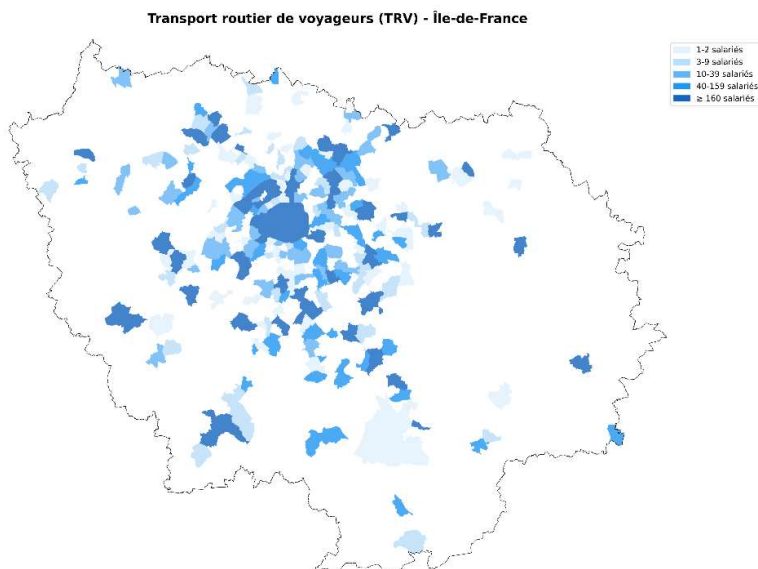 Transport routier de voyageurs (TRV) - Île-de-France
1-2 salariés
3-9 salariés
10-39 salariés
40-159 salariés
≥ 160 salariés